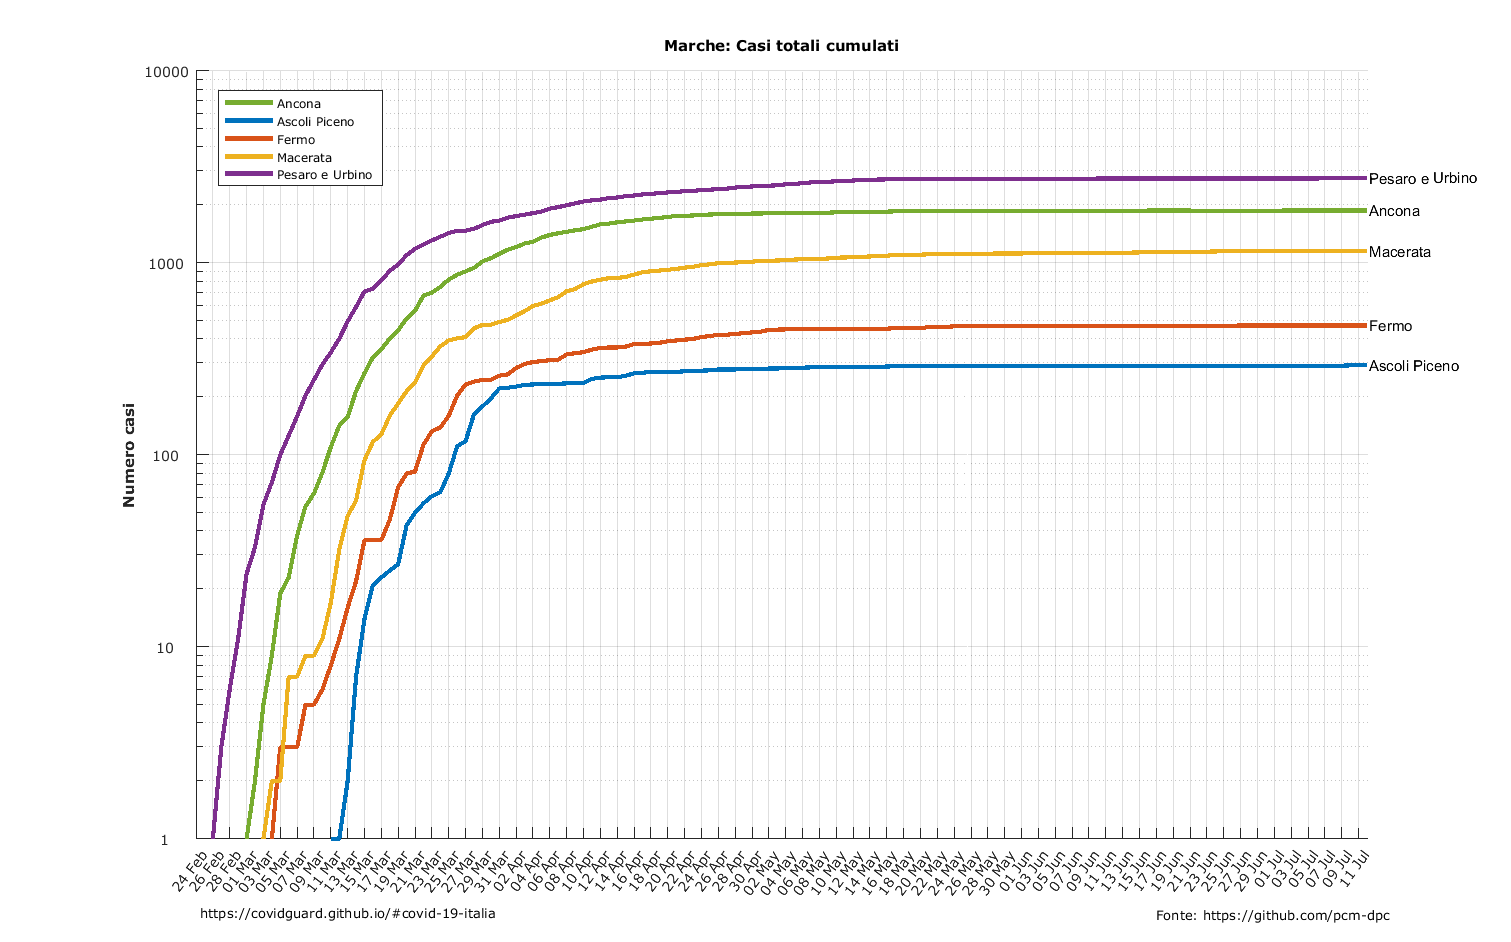 Marche: Casi totali cumulati
10000
1000
100
10
1
Numero casi
Ancona
Ascoli Piceno
Fermo
Macerata
Pesaro e Urbino
Pesaro e Urbino
Ancona
Macerata
Fermo
Ascoli Piceno
24 Feb
26 Feb
28 Feb
01 Mar
03 Mar
05 Mar
07 Mar
09 Mar
11 Mar
13 Mar
15 Mar
17 Mar
19 Mar
21 Mar
23 Mar
25 Mar
27 Mar
29 Mar
31 Mar
02 Apr
04 Apr
06 Apr
08 Apr
10 Apr
12 Apr
14 Apr
16 Apr
18 Apr
20 Apr
22 Apr
24 Apr
26 Apr
28 Apr
30 Apr
02 May
04 May
06 May
08 May
10 May
12 May
14 May
16 May
18 May
20 May
22 May
24 May
26 May
28 May
30 May
01 Jun
03 Jun
05 Jun
07 Jun
09 Jun
11 Jun
13 Jun
15 Jun
17 Jun
19 Jun
21 Jun
23 Jun
25 Jun
27 Jun
29 Jun
01 Jul
03 Jul
05 Jul
07 Jul
09 Jul
11 Jul
https://covidguard.github.io/#covid-19-italia
Fonte: https://github.com/pcm-dpc